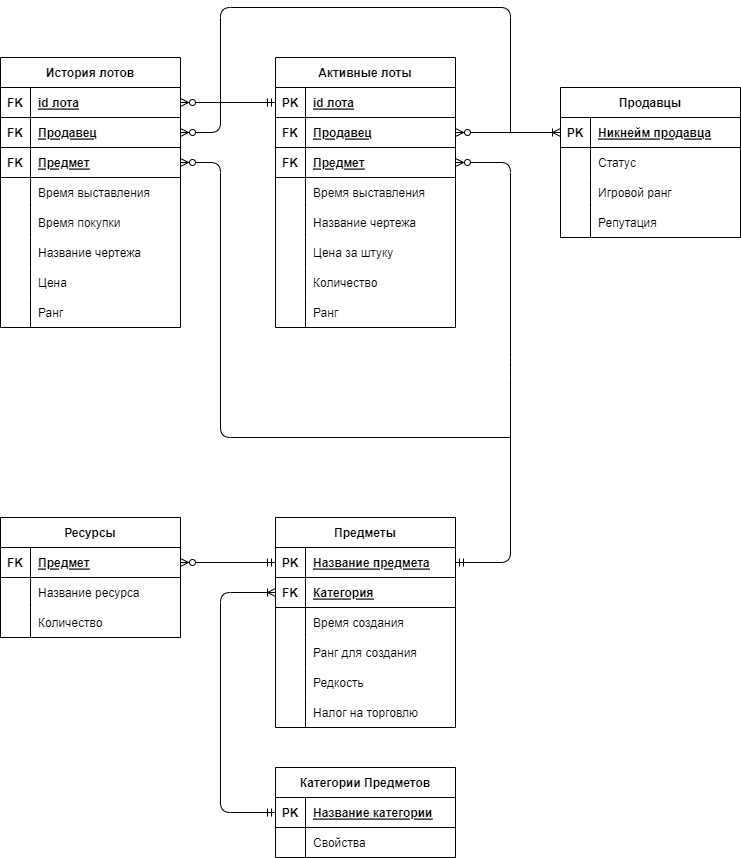 История лотов
FK id лота
FK Продавец
FK Предмет
Время выставления
Время покупки
Название чертежа
Цена
Ранг
Активные лоты
PK id лота
FK Продавец
FK Предмет
Время выставления
Название чертежа
Цена за штуку
Количество
Ранг
Продавцы
PK Никнейм продавца
Статус
Игровой ранг
Репутация
Ресурсы
FK Предмет
Название ресурса
Количество
Предметы
PK Название предмета
FK Категория
Время создания
Ранг для создания
Редкость
Налог на торговлю
Категории Предметов
PK Название категории
Свойства